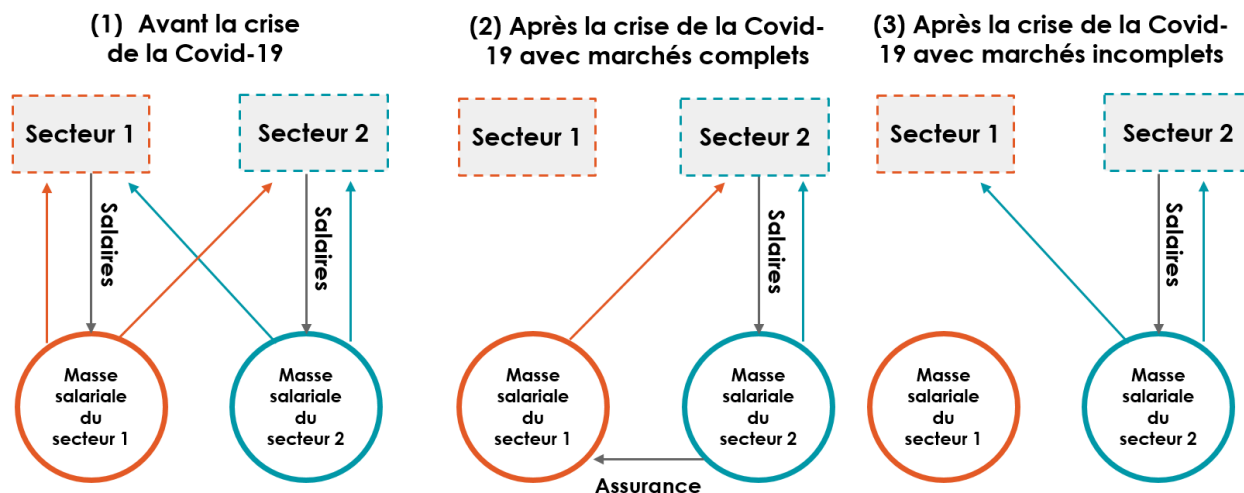 (1) Avant la crise
de la Covid-19
Secteur 1
Secteur 2
Salaires
Salaires
Masse
salariale
du
secteur 1
Masse
salariale
du
secteur 2
(2) Après la crise de la Covid-
19 avec marchés complets
Secteur 1
Secteur 2
Salaires
Masse
salariale
du
secteur 1
Masse
salariale
du
secteur 2
Assurance
(3) Après la crise de la Covid-
19 avec marchés incomplets
Secteur 1
Secteur 2
Salaires
Masse
salariale
du
secteur 1
Masse
salariale
du
secteur 2